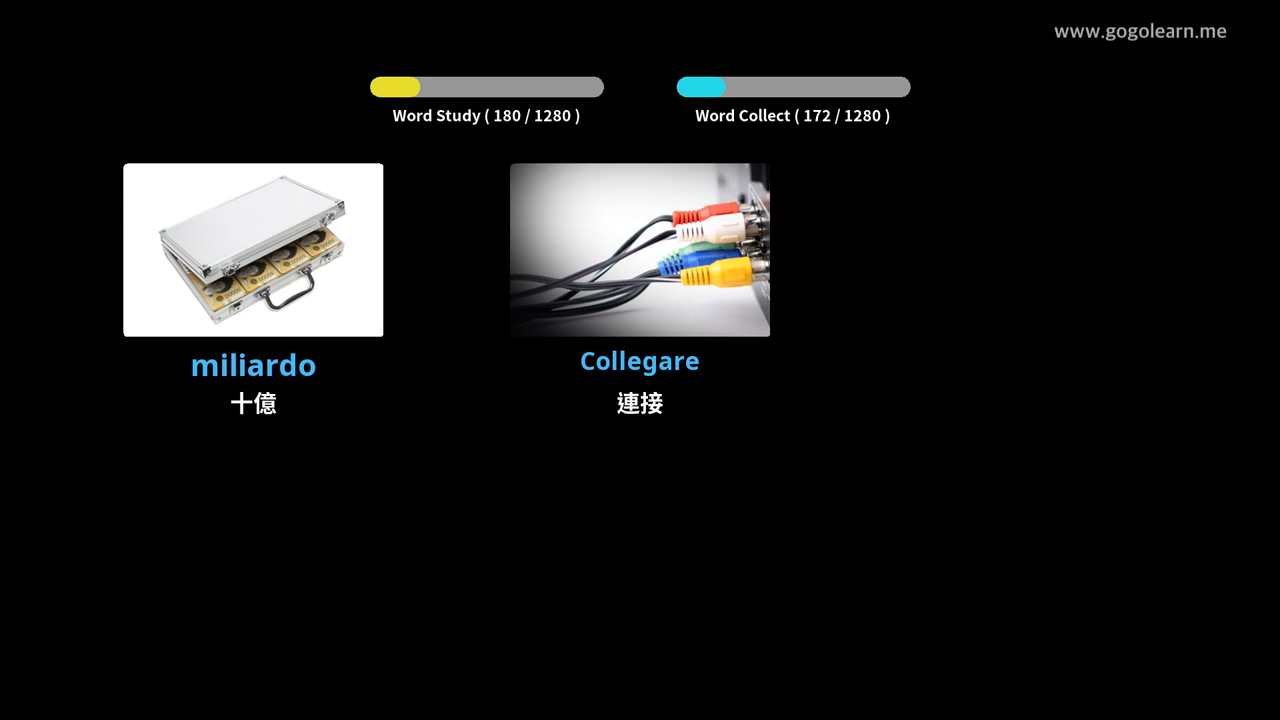 www.gogolearn.me
Word Study ( 180 / 1280 )
Word Collect ( 172 / 1280 )
miliardo
十億
Collegare
連接